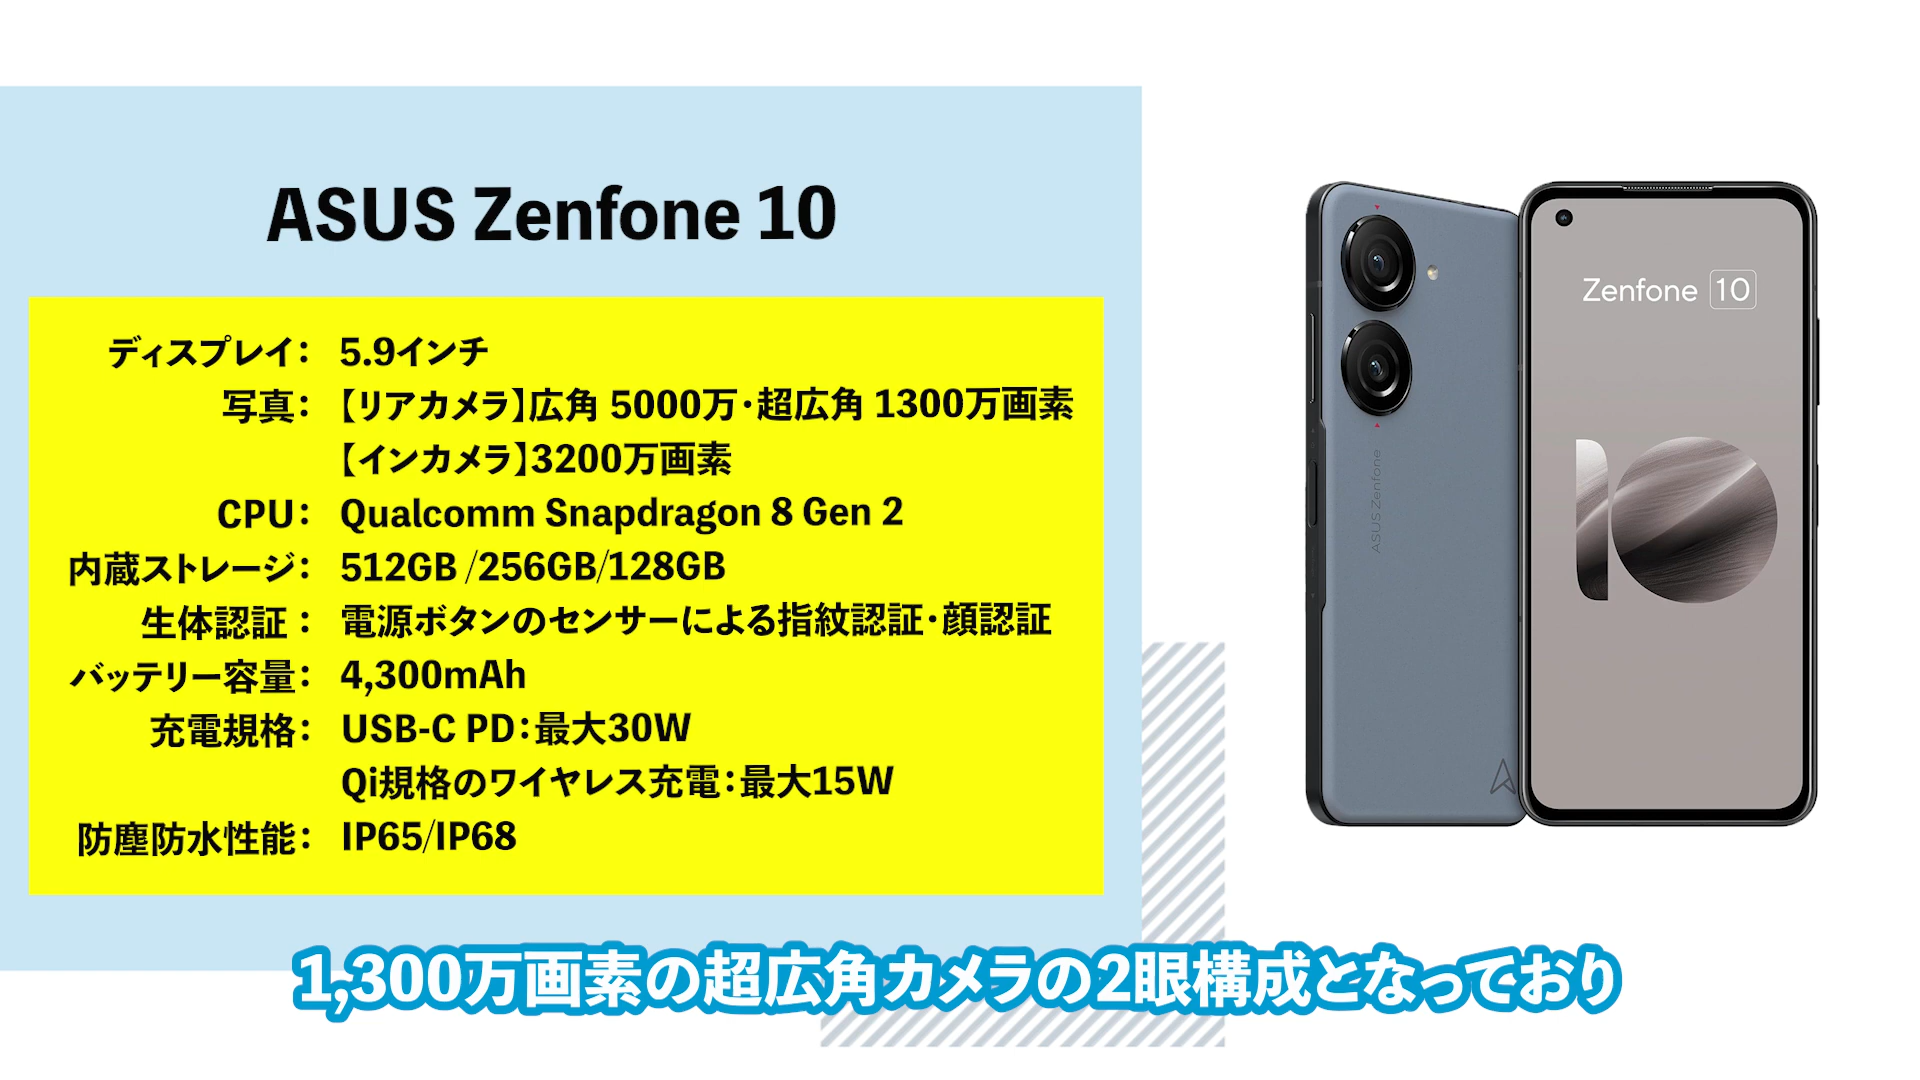 ASUS Zenfone 10
ディスプレイ： 5.9インチ
写真： 【リアカメラ】広角 5000万・超広角 1300万画素
【インカメラ】3200万画素
CPU： Qualcomm Snapdragon 8 Gen 2
内蔵ストレージ： 512GB /256GB/128GB
生体認証 ： 電源ボタンのセンサーによる指紋認証・顔認証
バッテリー容量： 4,300mAh
充電規格： USB-C PD：最大30W
Qi規格のワイヤレス充電：最大15W
防塵防水性能： IP65/IP68
ASUS Zenfone
Zenfone 10
10
1,300万画素の超広角カメラの2眼構成となっており